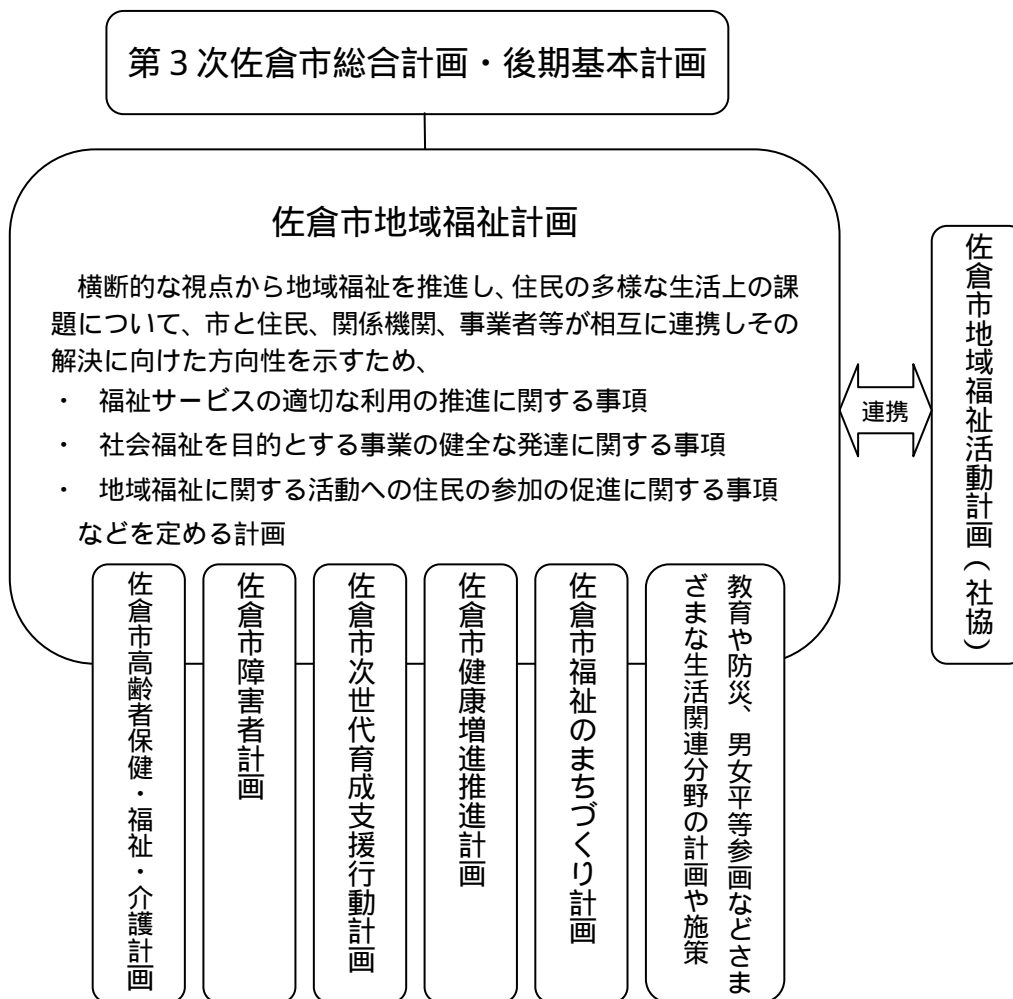 第3次佐倉市総合計画・後期基本計画
佐倉市地域福祉計画
横断的な視点から地域福祉を推進し、住民の多様な生活上の課
題について、市と住民、関係機関、事業者等が相互に連携しその
解決に向けた方向性を示すため、
・ 福祉サービスの適切な利用の推進に関する事項
・ 社会福祉を目的とする事業の健全な発達に関する事項
・ 地域福祉に関する活動への住民の参加の促進に関する事項
などを定める計画
連携
佐倉市地域福祉活動計画(社協)
佐倉市高齢者保健・福祉・介護計画
佐倉市障害者計画
佐倉市次世代育成支援行動計画
佐倉市健康増進推進計画
佐倉市福祉のまちづくり計画
教育や防災、男女平等参画などさま
ざまな生活関連分野の計画や施策